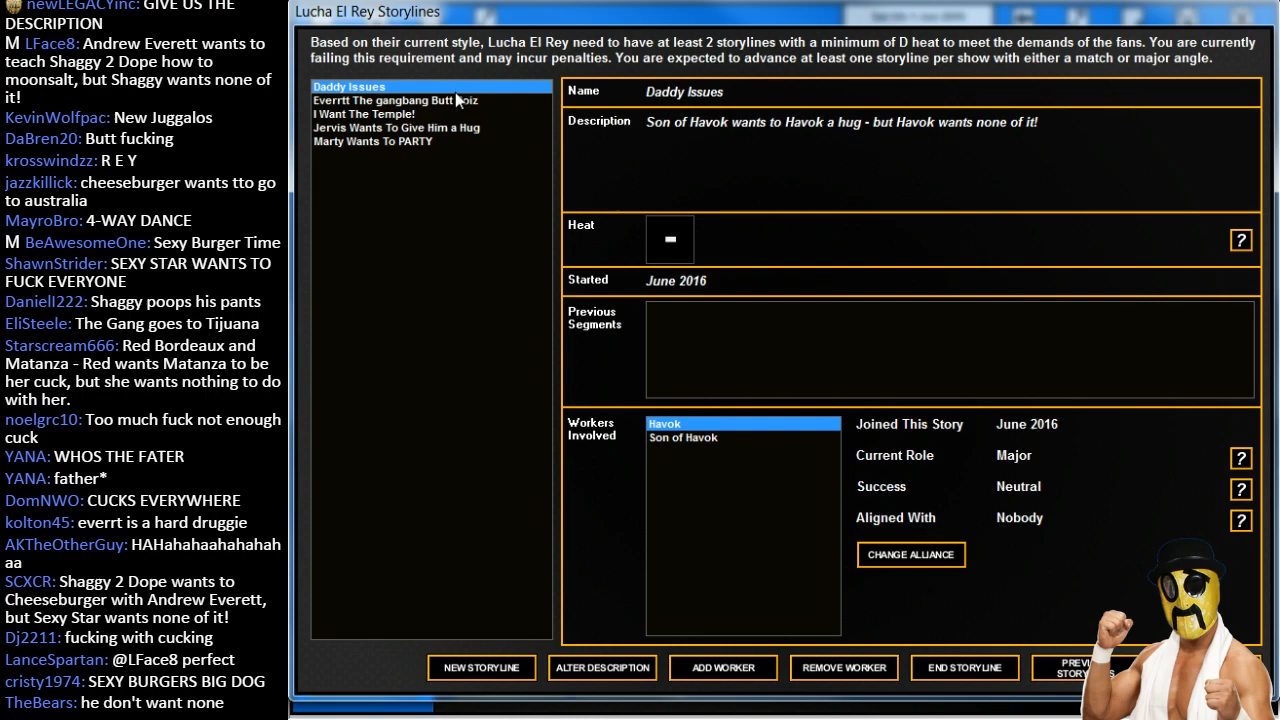 newLEGACYinc: GIVE US THE
DESCRIPTION
M LFace8: Andrew Everett wants to
teach Shaggy 2 Dope how to
moonsalt, but Shaggy wants none of
it!
KevinWolfpac: New Juggalos
DaBren20: Butt fucking
krosswindzz: R E Y
jazzkillick: cheeseburger wants tto go
to australia
MayroBro: 4-WAY DANCE
M BeAwesomeOne: Sexy Burger Time
ShawnStrider: SEXY STAR WANTS TO
FUCK EVERYONE
Daniell222: Shaggy poops his pants
EliSteele: The Gang goes to Tijuana
Starscream666: Red Bordeaux and
Matanza - Red wants Matanza to be
her cuck, but she wants nothing to do
with her.
noelgrc10: Too much fuck not enough
cuck
YANA: WHOS THE FATER
YANA: father*
DomNWO: CUCKS EVERYWHERE
kolton45: everrt is a hard druggie
AKTheOtherGuy: HAHahahaahahahah
aa
SCXCR: Shaggy 2 Dope wants to
Cheeseburger with Andrew Everett,
but Sexy Star wants none of it!
Dj2211: fucking with cucking
LanceSpartan: @LFace8 perfect
cristy1974: SEXY BURGERS BIG DOG
TheBears: he don't want none
Lucha El Rey Storylines
Based on their current style, Lucha El Rey need to have at least 2 storylines with a minimum of D heat to meet the demands of the fans. You are currently
failing this requirement and may incur penalties. You are expected to advance at least one storyline per show with either a match or major angle.
Daddy Issues
Everrtt The gangbang Butt
I Want The Temple!
Jervis Wants To Give Him a Hug
Marty Wants To PARTY
Name Daddy Issues
Description Son of Havok wants to Havok a hug - but Havok wants none of it!
Heat - ?
Started June 2016
Previous
Segments
Workers
Involved
Havok
Son of Havok
Joined This Story June 2016
Current Role Major ?
Success Neutral ?
Aligned With Nobody ?
CHANGE ALLIANCE
NEW STORYLINE ALTER DESCRIPTION ADD WORKER REMOVE WORKER END STORYLINE